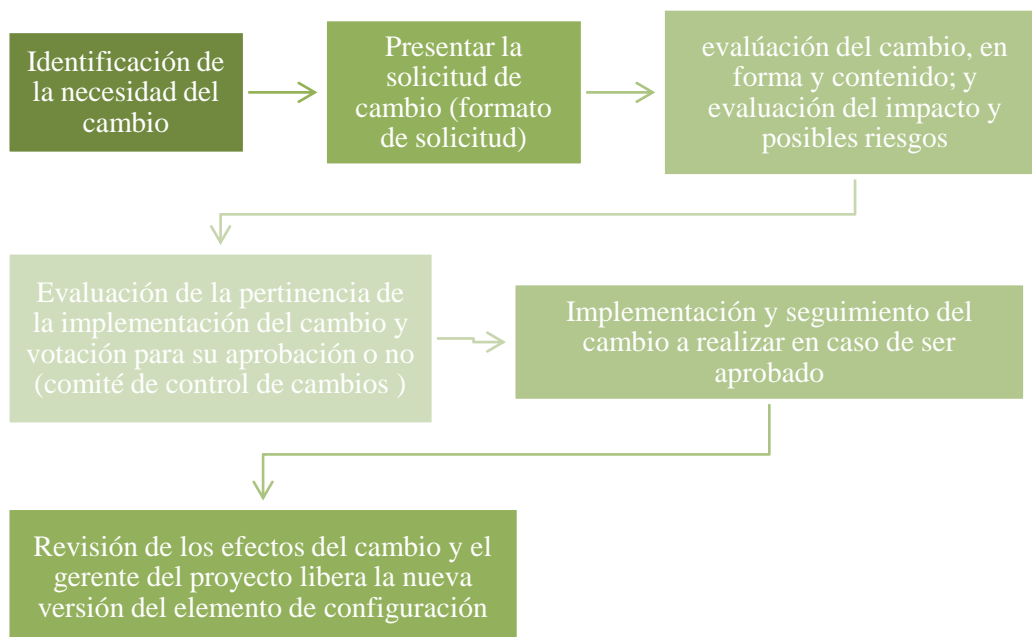 Identificación de
la necesidad del
cambio
Presentar la
solicitud de
cambio (formato
de solicitud)
evalúación del cambio, en
forma y contenido; y
evaluación del impacto y
posibles riesgos
Evaluación de la pertinencia de
la implementación del cambio y
votación para su aprobación o no
(comité de control de cambios )
Implementación y seguimiento del
cambio a realizar en caso de ser
aprobado
Revisión de los efectos del cambio y el
gerente del proyecto libera la nueva
versión del elemento de configuración